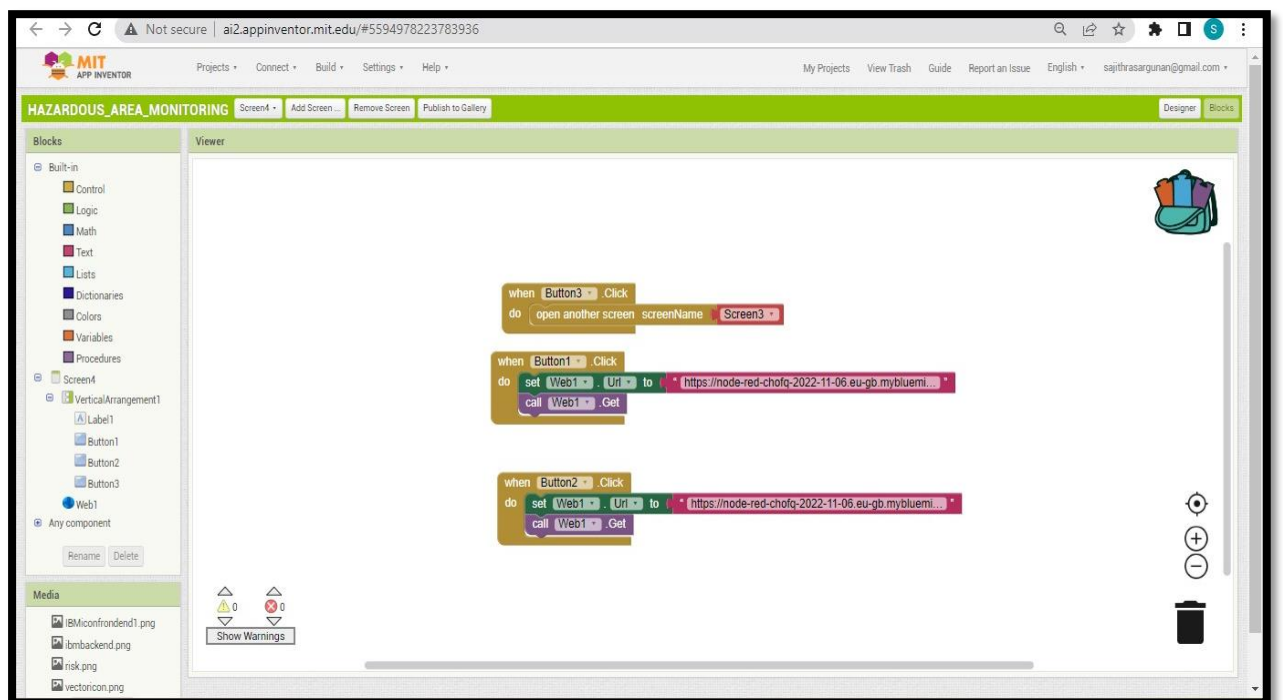 Not secure | ai2.appinventor.mit.edu/#5594978223783936 S
MIT APP INVENTOR Projects Connect Build Settings Help My Projects View Trash Guide Report an Issue English sajithrasargunan@gmail.com
HAZARDOUS_AREA_MONITORING Screen4 Add Screen ... Remove Screen Publish to Gallery Designer Blocks
Blocks Viewer
Built-in
Control
Logic
Math
Text
Lists
Dictionaries
Colors
Variables
Procedures
Screen4
VerticalArrangement1
A Label1
Button1
Button2
Button3
Web1
Any component
Rename Delete
Media
IBMiconfrondend1.png
ibmbackend.png
risk.png
vectoricon.png
when Button3 .Click
do open another screen screenName Screen3
when Button1 .Click
do set Web1 . Url to " https://node-red-chofq-2022-11-06.eu-gb.mybluemi... "
call Web1 .Get
when Button2 .Click
do set Web1 . Url to " https://node-red-chofq-2022-11-06.eu-gb.mybluemi... "
call Web1 .Get
0 0
Show Warnings